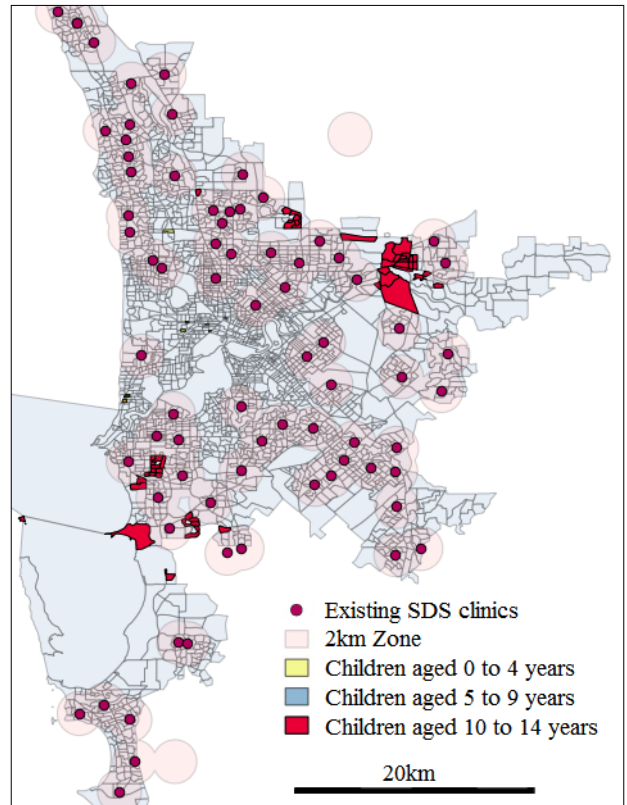 Existing SDS clinics
2km Zone
Children aged 0 to 4 years
Children aged 5 to 9 years
Children aged 10 to 14 years
20km